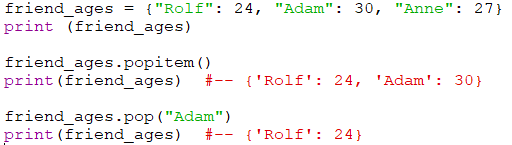 friend_ages = {"Rolf": 24, "Adam": 30, "Anne": 27}
print (friend_ages)
friend_ages.popitem()
print(friend_ages)  #-- {'Rolf': 24, 'Adam': 30}
friend_ages.pop("Adam")
print(friend_ages)  #-- {'Rolf': 24}